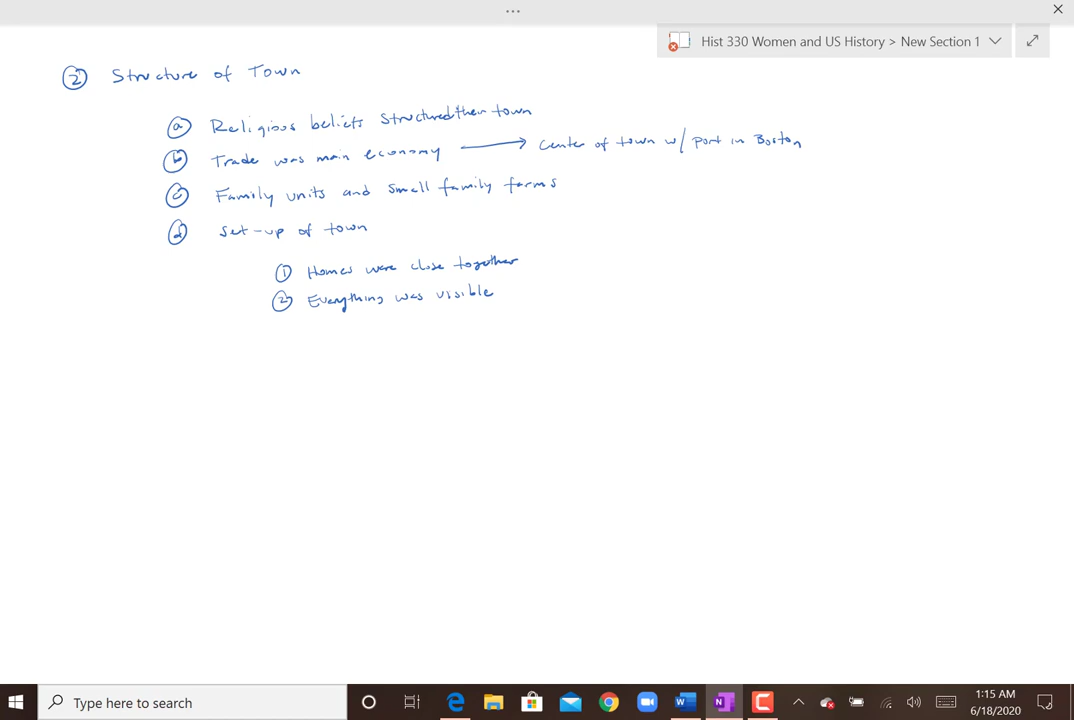 Hist 330 Women and US History > New Section 1
② Structure of Town
ⓐ Religious beliefs structured their town
ⓑ Trade was main economy → Center of town w/ port in Boston
ⓒ Family units and small family farms
ⓓ Set-up of town
① Homes were close together
② Everything was visible
Type here to search
1:15 AM
6/18/2020